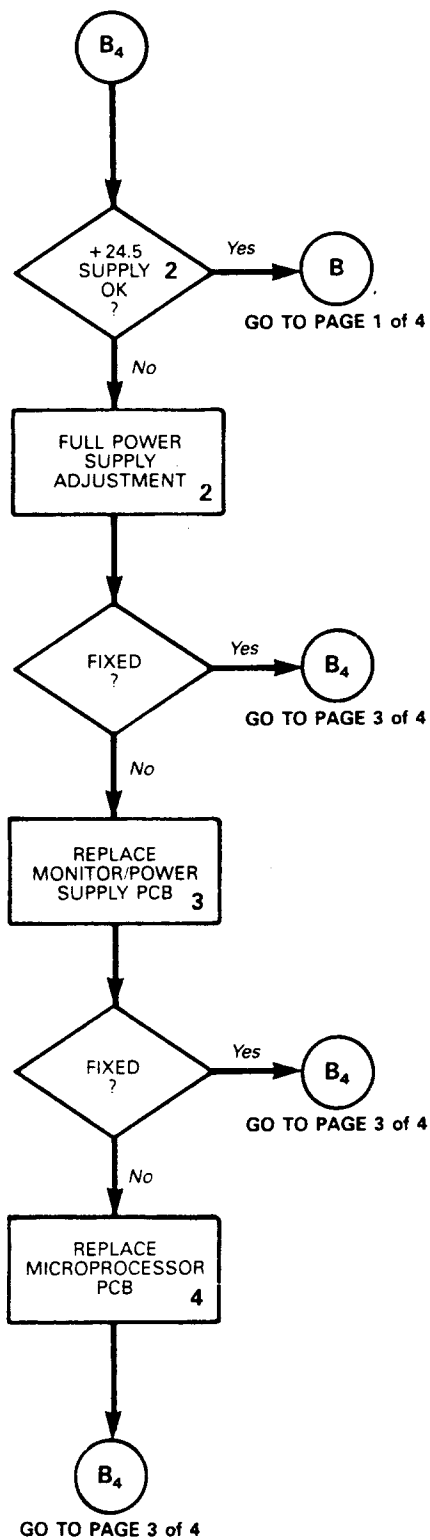 B₄
+24.5
SUPPLY 2
OK
?
Yes
B
GO TO PAGE 1 of 4
No
FULL POWER
SUPPLY
ADJUSTMENT
2
FIXED
?
Yes
B₄
GO TO PAGE 3 of 4
No
REPLACE
MONITOR/POWER
SUPPLY PCB
3
FIXED
?
Yes
B₄
GO TO PAGE 3 of 4
No
REPLACE
MICROPROCESSOR
PCB
4
B₄
GO TO PAGE 3 of 4